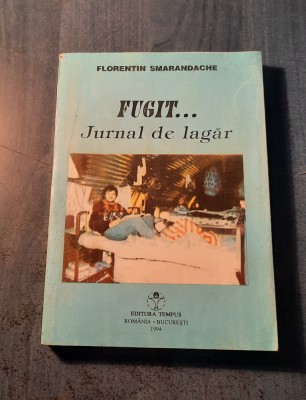 FLORENTIN SMARANDACHE
FUGIT...
Jurnal de lagăr
EDITURA TEMPUS
ROMÂNIA • BUCUREȘTI
1994